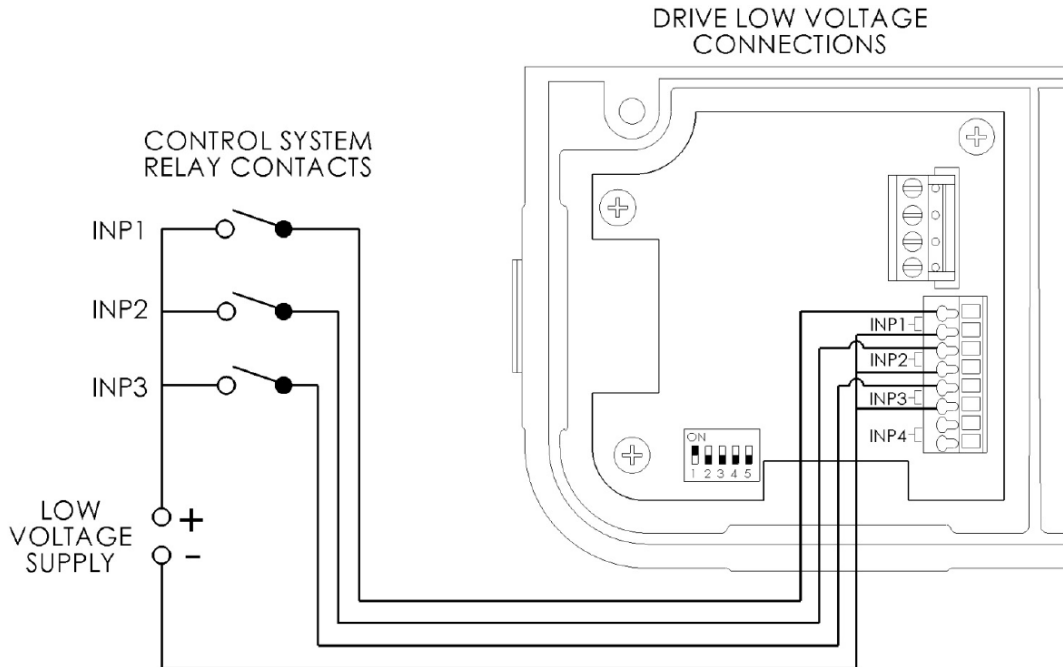 DRIVE LOW VOLTAGE
CONNECTIONS
CONTROL SYSTEM
RELAY CONTACTS
INP1
INP2
INP3
INP1
INP2
INP3
INP4
ON
1 2 3 4 5
LOW
VOLTAGE
SUPPLY
+
-